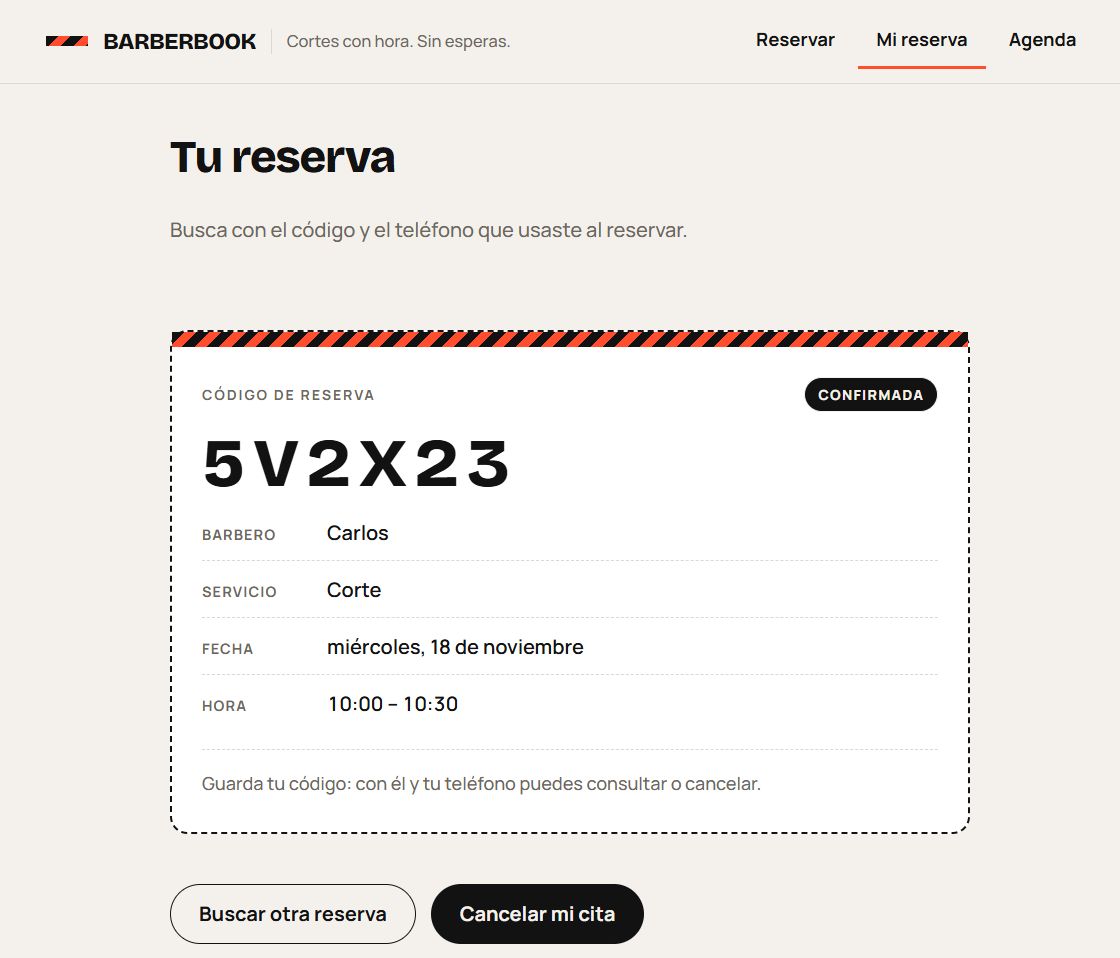 BARBERBOOK
Cortes con hora. Sin esperas.
Reservar
Mi reserva
Agenda
Tu reserva
Busca con el código y el teléfono que usaste al reservar.
CÓDIGO DE RESERVA
CONFIRMADA
5V2X23
BARBERO Carlos
SERVICIO Corte
FECHA miércoles, 18 de noviembre
HORA 10:00 – 10:30
Guarda tu código: con él y tu teléfono puedes consultar o cancelar.
Buscar otra reserva
Cancelar mi cita